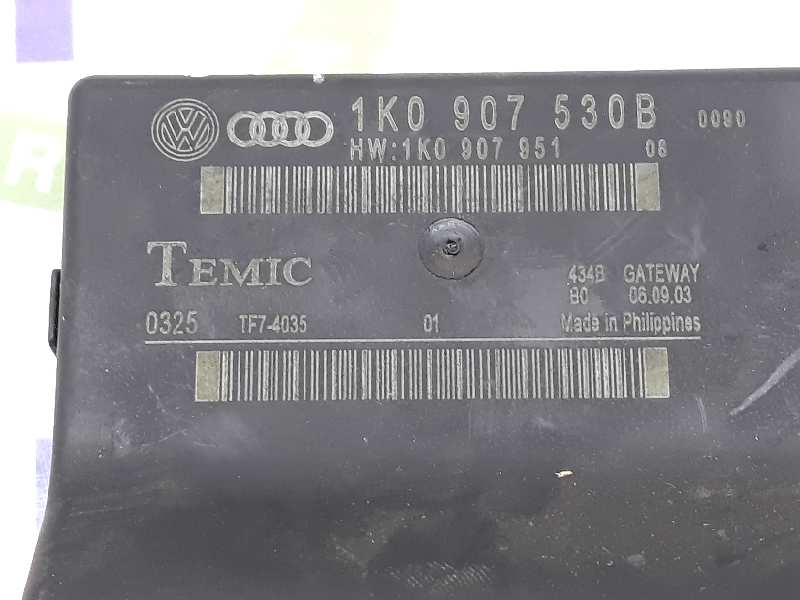 1K0 907 530B 0090
HW:1K0 907 951 08
TEMIC
434B GATEWAY
B0 06.09.03
0325 TF7-4035 01 Made in Philippines